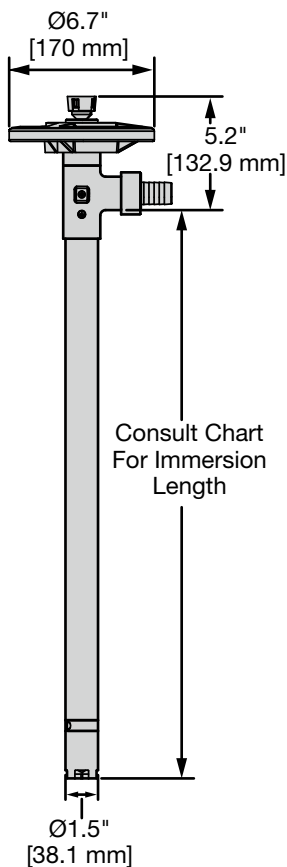 Ø6.7"
[170 mm]
5.2"
[132.9 mm]
Consult Chart
For Immersion
Length
Ø1.5"
[38.1 mm]